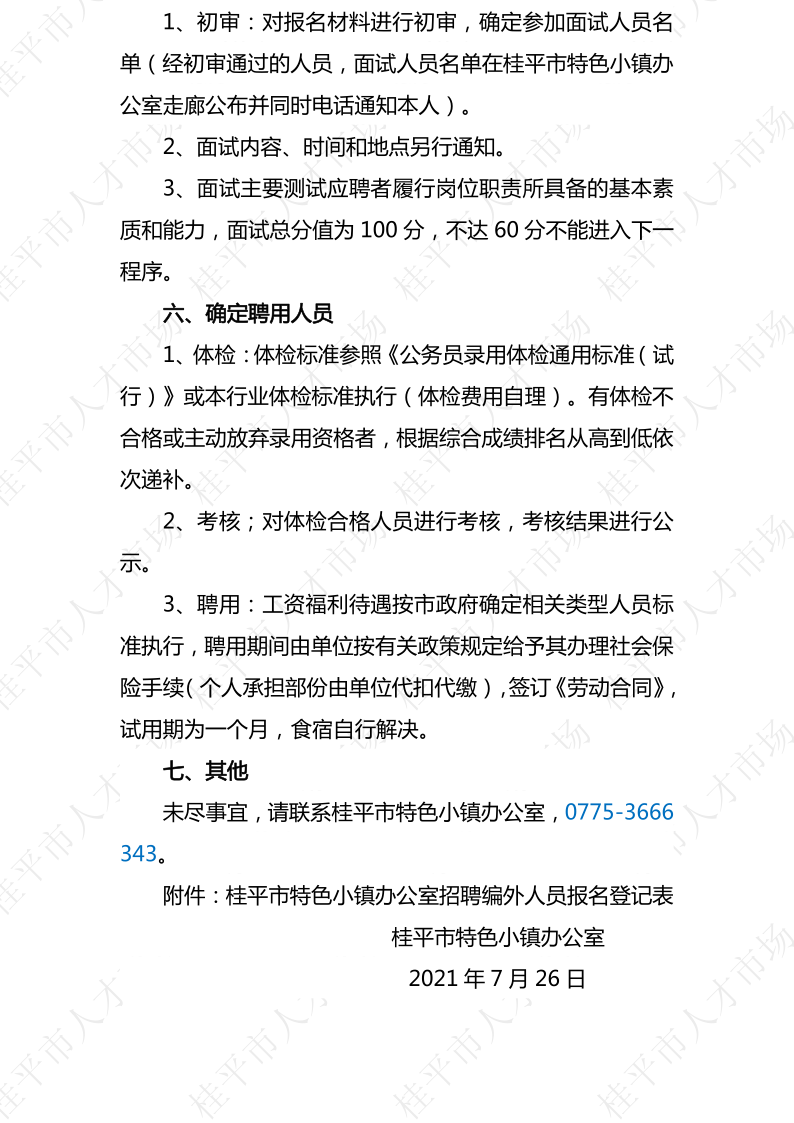 1、初审：对报名材料进行初审，确定参加面试人员名
单（经初审通过的人员，面试人员名单在桂平市特色小镇办
公室走廊公布并同时电话通知本人）。
2、面试内容、时间和地点另行通知。
3、面试主要测试应聘者履行岗位职责所具备的基本素
质和能力，面试总分值为 100 分，不达 60 分不能进入下一
程序。
六、确定聘用人员
1、体检：体检标准参照《公务员录用体检通用标准（试
行）》或本行业体检标准执行（体检费用自理）。有体检不
合格或主动放弃录用资格者，根据综合成绩排名从高到低依
次递补。
2、考核；对体检合格人员进行考核，考核结果进行公
示。
3、聘用：工资福利待遇按市政府确定相关类型人员标
准执行，聘用期间由单位按有关政策规定给予其办理社会保
险手续（个人承担部份由单位代扣代缴），签订《劳动合同》，
试用期为一个月，食宿自行解决。
七、其他
未尽事宜，请联系桂平市特色小镇办公室，0775-3666
343。
附件：桂平市特色小镇办公室招聘编外人员报名登记表
桂平市特色小镇办公室
2021 年 7 月 26 日
桂平市人才市场